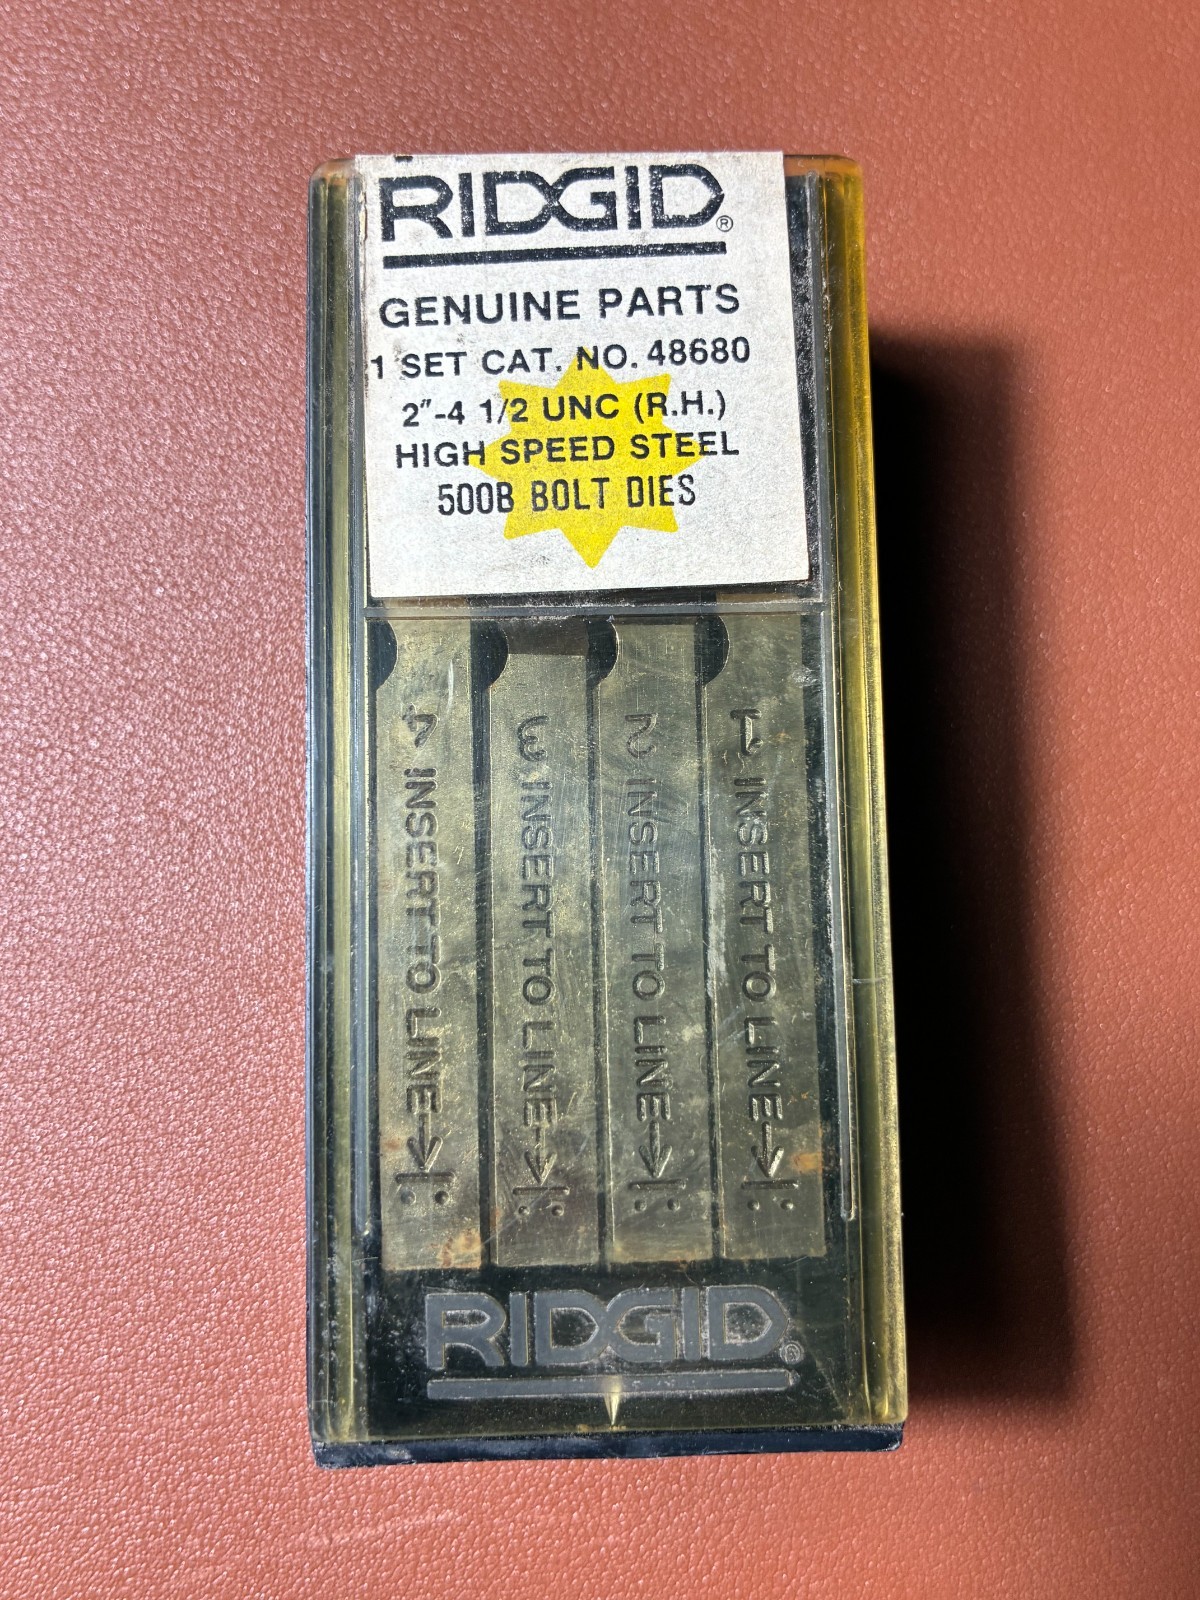 RIDGID®
GENUINE PARTS
1 SET CAT. NO. 48680
2"-4 1/2 UNC (R.H.)
HIGH SPEED STEEL
500B BOLT DIES
4 INSERT TO LINE→
3 INSERT TO LINE→
2 INSERT TO LINE→
1 INSERT TO LINE→
RIDGID®